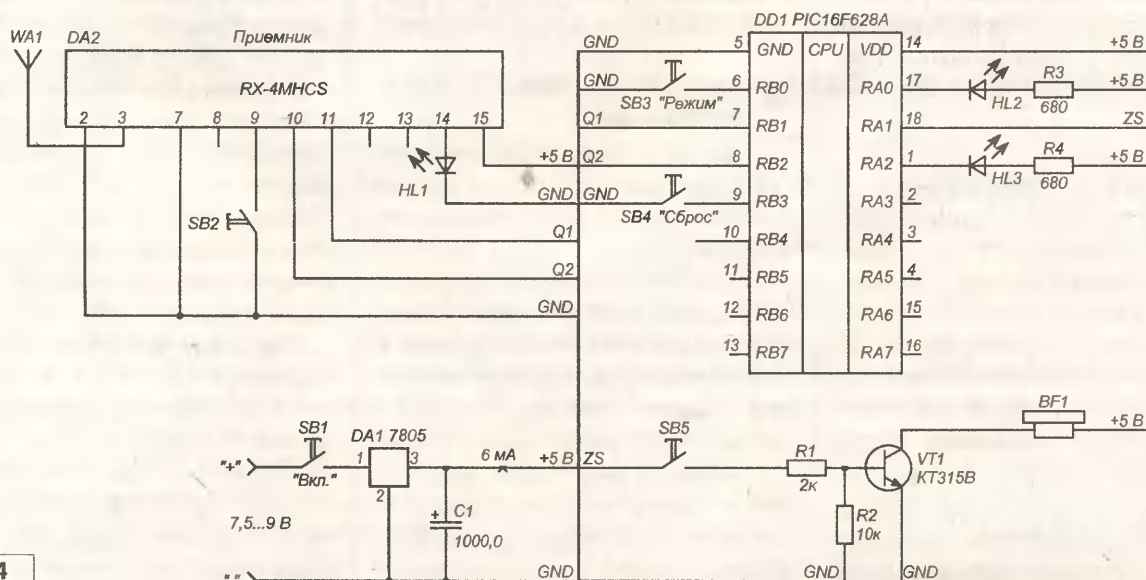 WA1 DA2 Приемник
RX-4MHCS
2 3 7 8 9 10 11 12 13 14 15
HL1
SB2
+5 В
GND
Q1
Q2
GND
GND
GND
Q1
Q2
GND
SB3 "Режим"
SB4 "Сброс"
DD1 PIC16F628A
GND CPU VDD
5 GND
6 RB0
7 RB1
8 RB2
9 RB3
10 RB4
11 RB5
12 RB6
13 RB7
VDD 14 +5 В
RA0 17 HL2 R3 680 +5 В
RA1 18 ZS
RA2 1 HL3 R4 680 +5 В
RA3 2
RA4 3
RA5 4
RA6 15
RA7 16
SB1
"Вкл."
"+"
7,5...9 В
"-"
DA1 7805
1 3
2
+ C1
1000,0
6 мА
+5 В
ZS
GND
SB5
R1
2к
R2
10к
VT1
КТ315В
BF1
+5 В
GND
GND
4